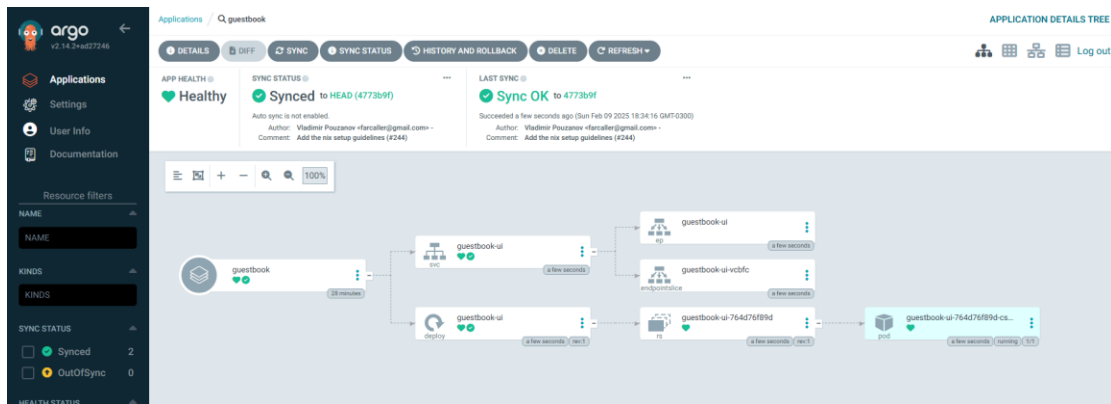 argo
v2.14.2+ad27246
Applications
Settings
User Info
Documentation
Resource filters
NAME
NAME
KINDS
KINDS
SYNC STATUS
Synced 2
OutOfSync 0
HEALTH STATUS
Applications / guestbook
APPLICATION DETAILS TREE
DETAILS DIFF SYNC SYNC STATUS HISTORY AND ROLLBACK DELETE REFRESH
Log out
APP HEALTH
Healthy
SYNC STATUS
Synced to HEAD (4773b9f)
Auto sync is not enabled.
Author: Vladimir Pouzanov <farcaller@gmail.com> -
Comment: Add the nix setup guidelines (#244)
LAST SYNC
Sync OK to 4773b9f
Succeeded a few seconds ago (Sun Feb 09 2025 18:34:16 GMT-0300)
Author: Vladimir Pouzanov <farcaller@gmail.com> -
Comment: Add the nix setup guidelines (#244)
100%
guestbook
28 minutes
guestbook-ui
svc
a few seconds
guestbook-ui
deploy
a few seconds rev:1
guestbook-ui
ep
a few seconds
guestbook-ui-vcbfc
endpointslice
a few seconds
guestbook-ui-764d76f89d
rs
a few seconds rev:1
guestbook-ui-764d76f89d-cs...
pod
a few seconds running 1/1